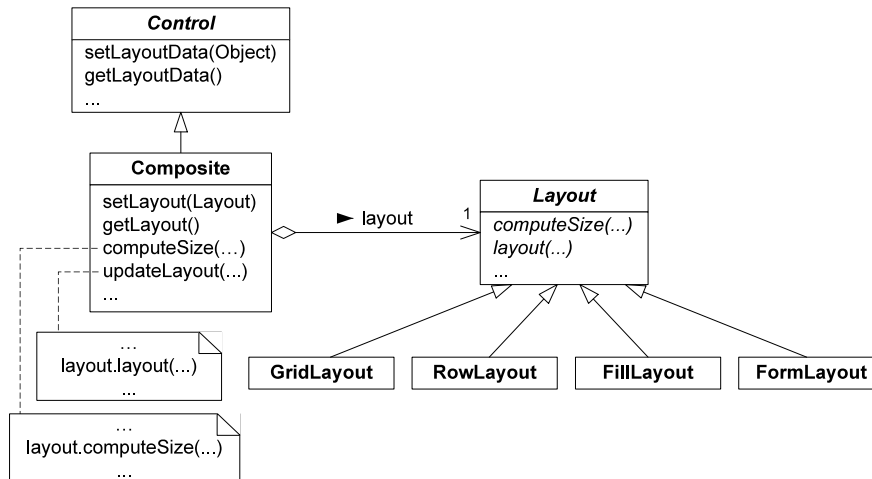 Control
setLayoutData(Object)
getLayoutData()
...
Composite
setLayout(Layout)
getLayout()
computeSize(...)
updateLayout(...)
...
► layout
1
Layout
computeSize(...)
layout(...)
...
...
layout.layout(...)
...
...
layout.computeSize(...)
...
GridLayout
RowLayout
FillLayout
FormLayout